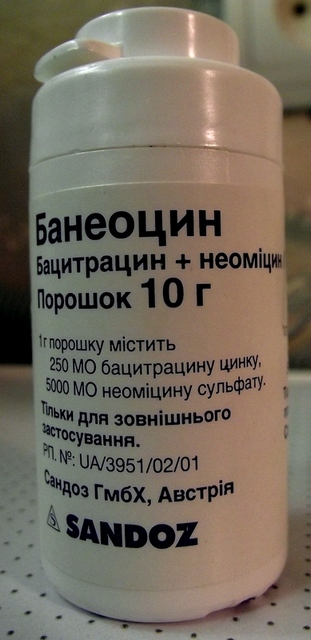 Банеоцин
Бацитрацин + неоміцин
Порошок 10 г
1 г порошку містить
250 МО бацитрацину цинку,
5000 МО неоміцину сульфату.
Тільки для зовнішнього
застосування.
РП. №: UA/3951/02/01
Сандоз ГмбХ, Австрія
SANDOZ